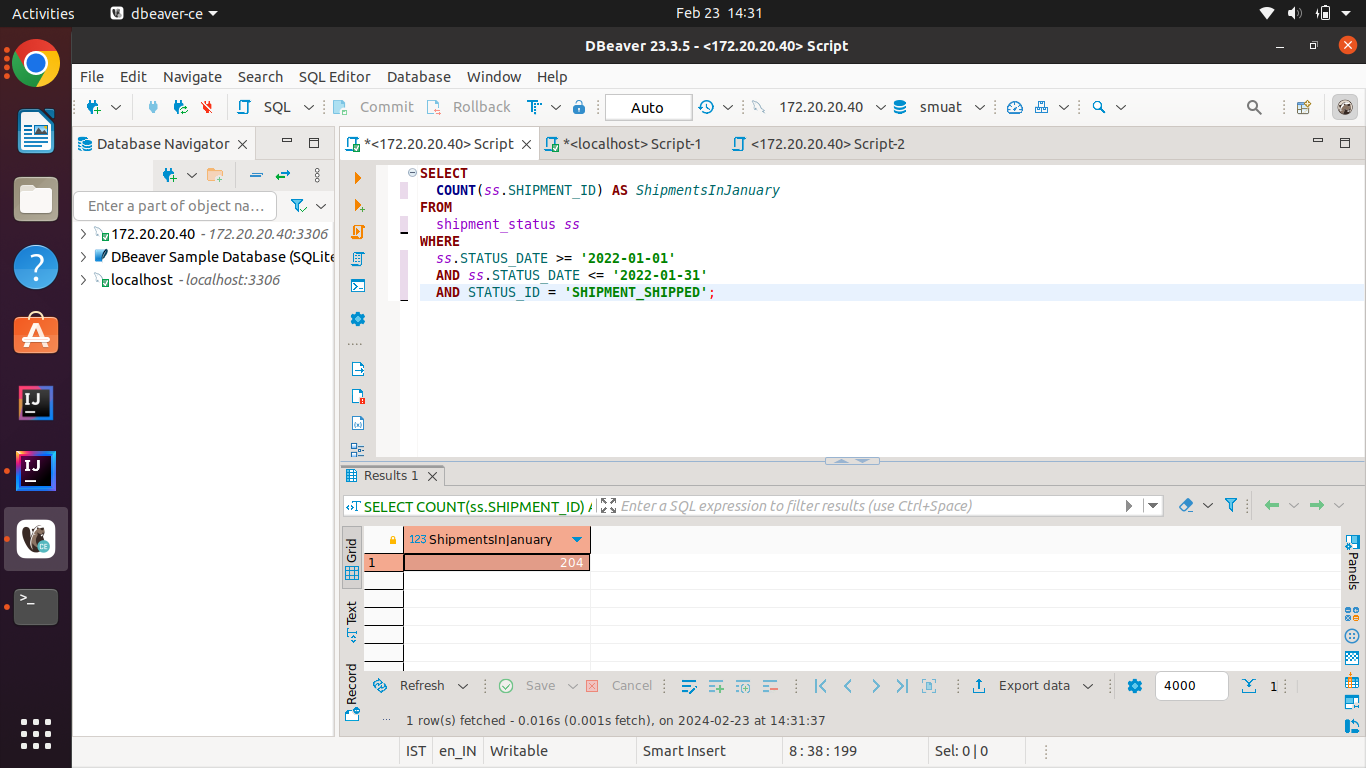 Activities dbeaver-ce Feb 23 14:31
DBeaver 23.3.5 - <172.20.20.40> Script
File Edit Navigate Search SQL Editor Database Window Help
SQL Commit Rollback Auto 172.20.20.40 smuat
Database Navigator *<172.20.20.40> Script *<localhost> Script-1 <172.20.20.40> Script-2
Enter a part of object na...
172.20.20.40 - 172.20.20.40:3306
DBeaver Sample Database (SQLite
localhost - localhost:3306
SELECT
COUNT(ss.SHIPMENT_ID) AS ShipmentsInJanuary
FROM
shipment_status ss
WHERE
ss.STATUS_DATE >= '2022-01-01'
AND ss.STATUS_DATE <= '2022-01-31'
AND STATUS_ID = 'SHIPMENT_SHIPPED';
Results 1
SELECT COUNT(ss.SHIPMENT_ID) A Enter a SQL expression to filter results (use Ctrl+Space)
Grid
Text
Record
123 ShipmentsInJanuary
1 204
Panels
Refresh Save Cancel Export data 4000 1
1 row(s) fetched - 0.016s (0.001s fetch), on 2024-02-23 at 14:31:37
IST en_IN Writable Smart Insert 8 : 38 : 199 Sel: 0 | 0